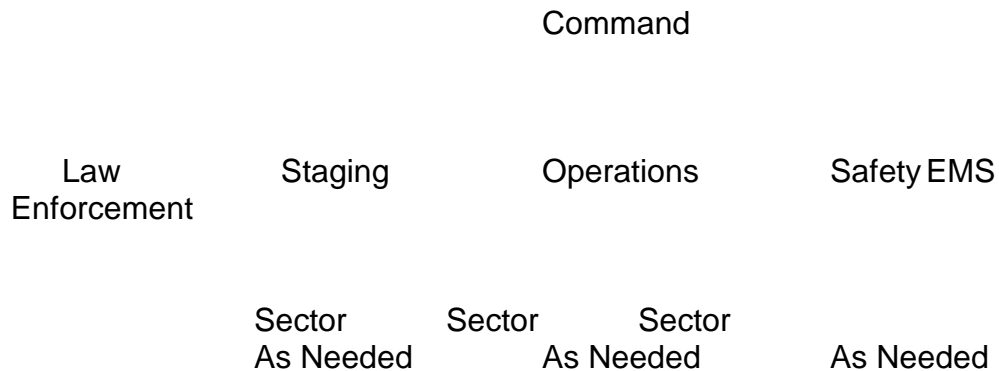 Command
Law Staging Operations Safety EMS
Enforcement
Sector Sector Sector
As Needed As Needed As Needed